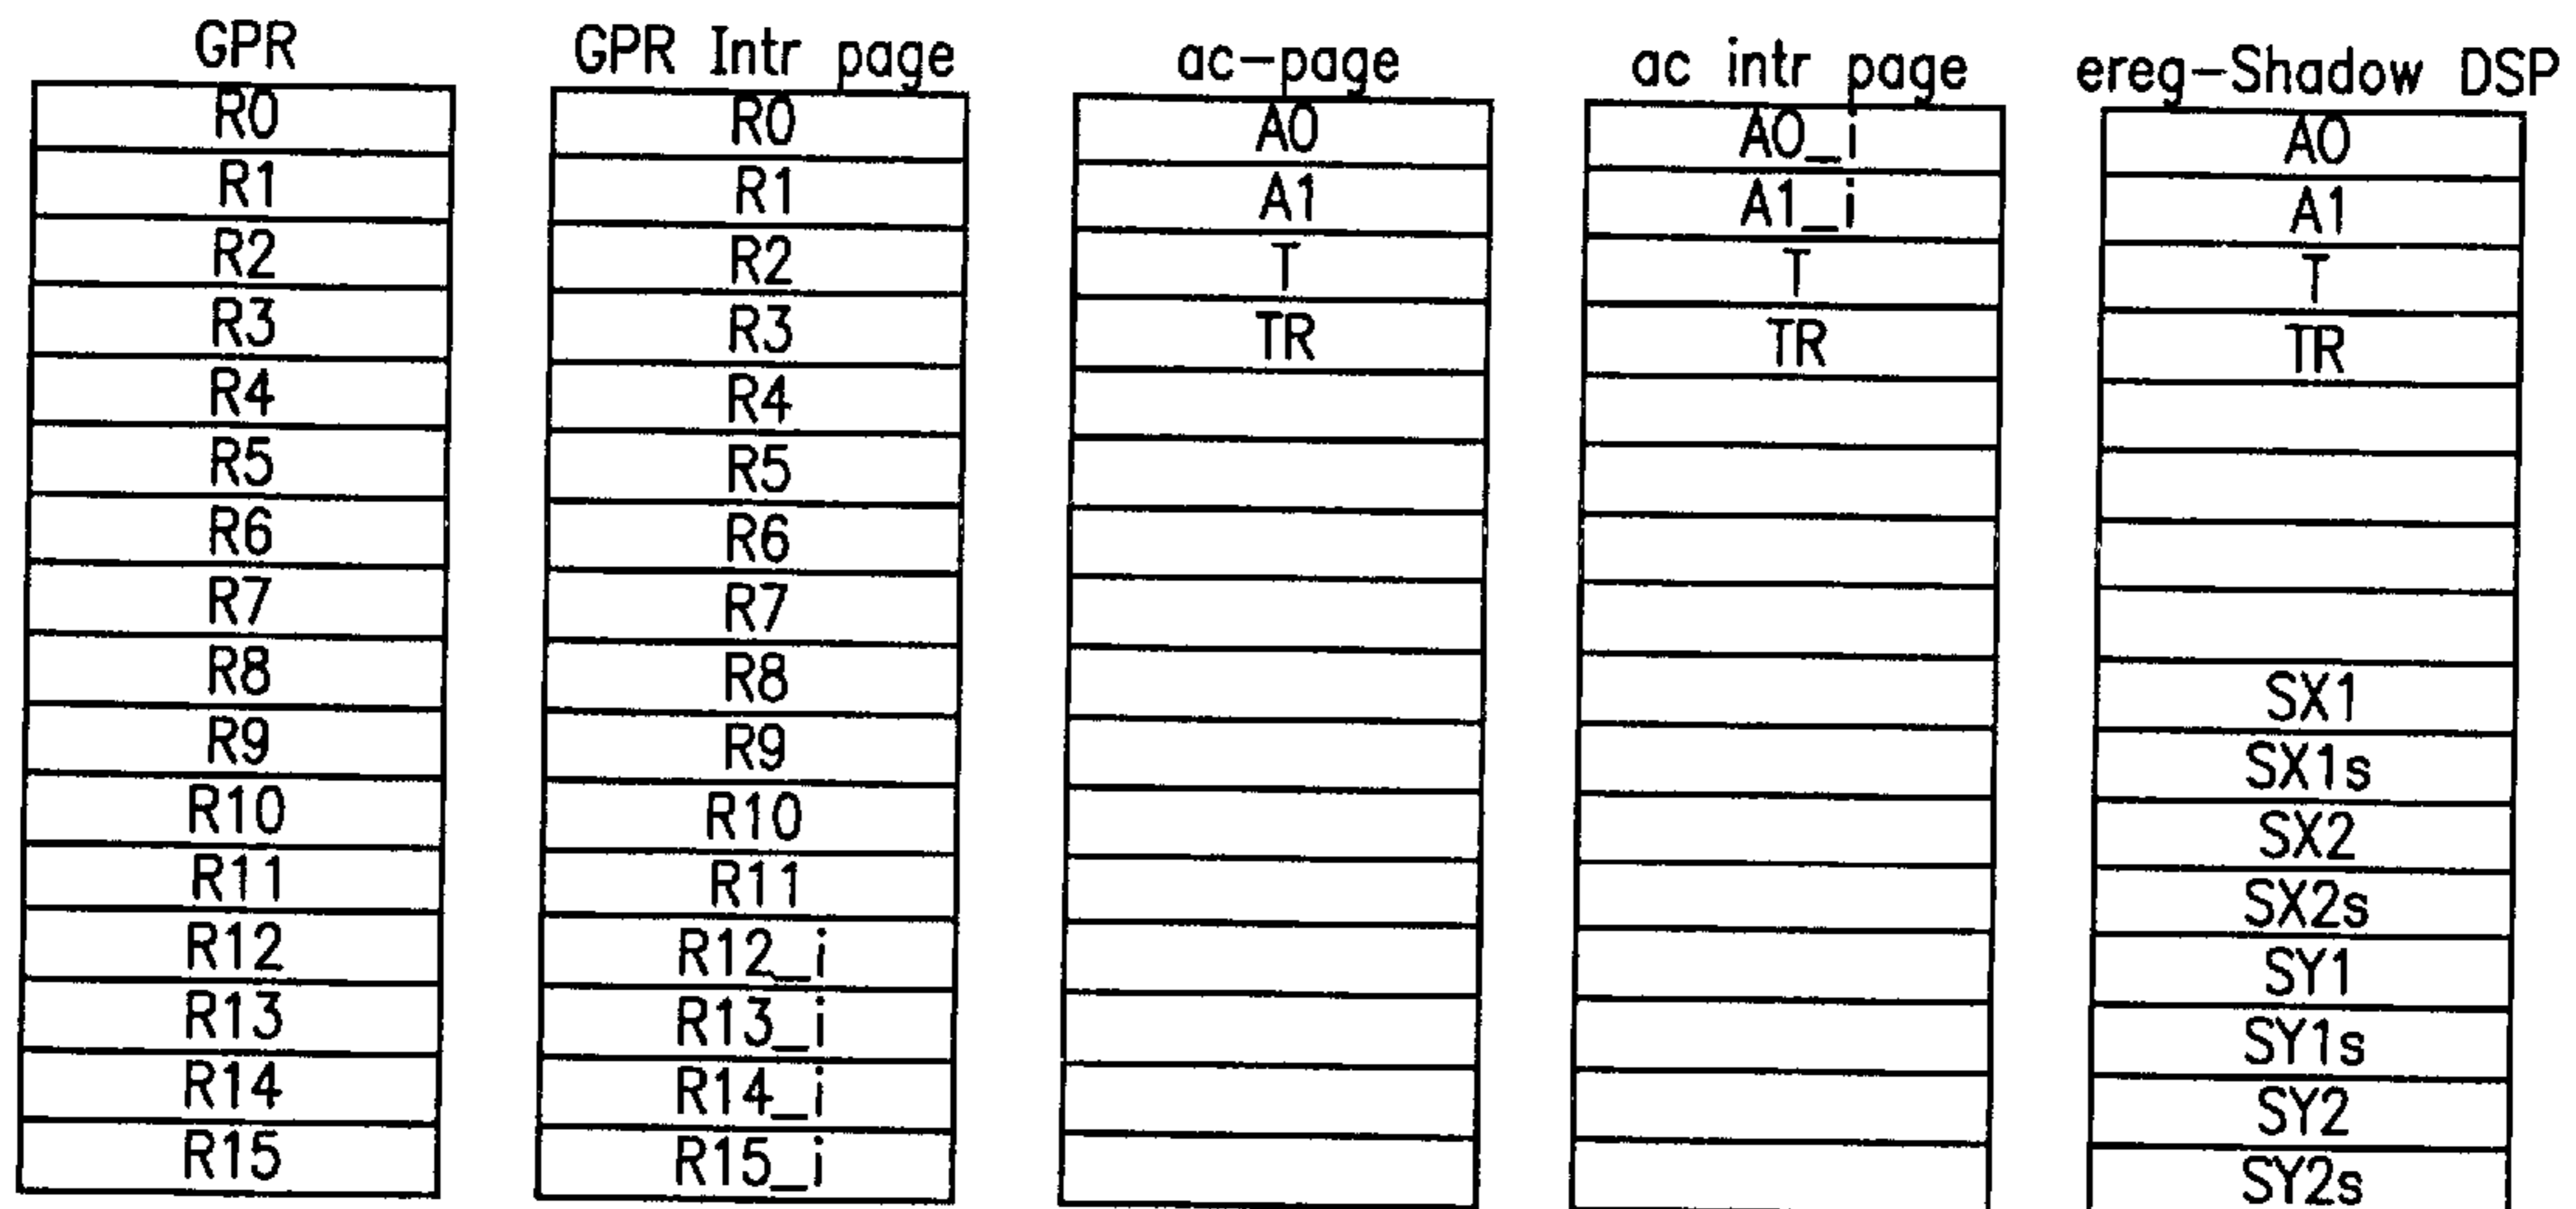 GPR GPR Intr page ac-page ac intr page ereg-Shadow DSP
R0 R0 A0 A0_i A0
R1 R1 A1 A1_i A1
R2 R2 T T T
R3 R3 TR TR TR
R4 R4
R5 R5
R6 R6
R7 R7
R8 R8 SX1
R9 R9 SX1s
R10 R10 SX2
R11 R11 SX2s
R12 R12_i SY1
R13 R13_i SY1s
R14 R14_i SY2
R15 R15_i SY2s